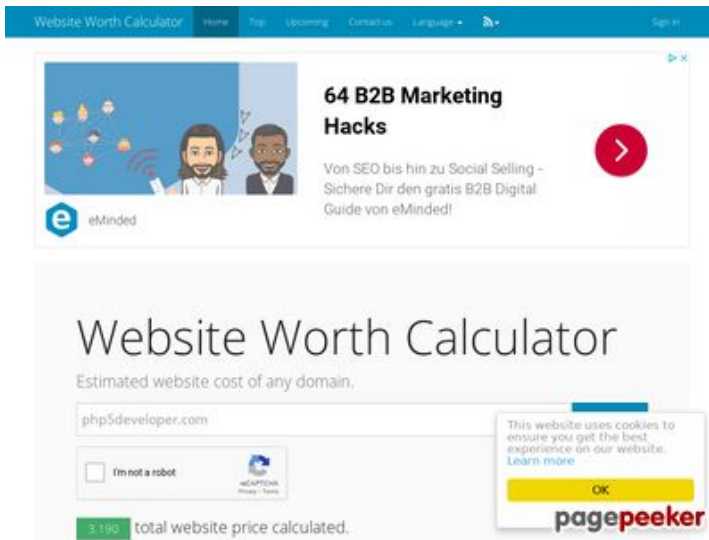 Website Worth Calculator Home Top Upcoming Contact us Language Sign in
64 B2B Marketing
Hacks
Von SEO bis hin zu Social Selling -
Sichere Dir den gratis B2B Digital
Guide von eMinded!
e eMinded
Website Worth Calculator
Estimated website cost of any domain.
php5developer.com
This website uses cookies to
ensure you get the best
experience on our website.
Learn more
OK
I'm not a robot
reCAPTCHA
Privacy - Terms
3.190 total website price calculated.
pagepeeker